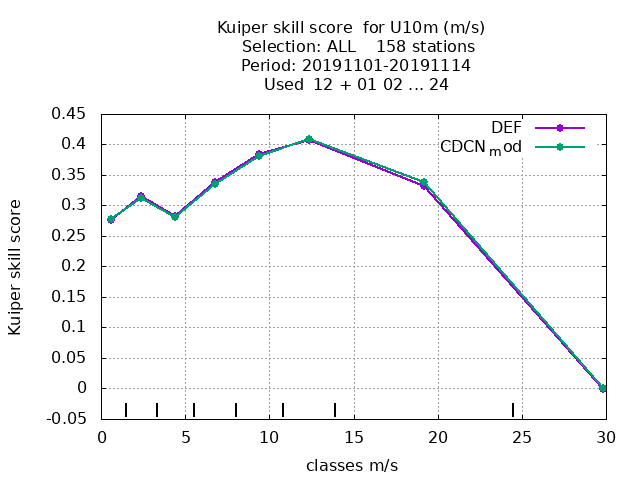 Kuiper skill score  for U10m (m/s)
Selection: ALL    158 stations
Period: 20191101-20191114
Used  12 + 01 02 ... 24
0.45
0.4
0.35
0.3
0.25
0.2
0.15
0.1
0.05
0
-0.05
Kuiper skill score
DEF
CDCNmod
0 5 10 15 20 25 30
classes m/s